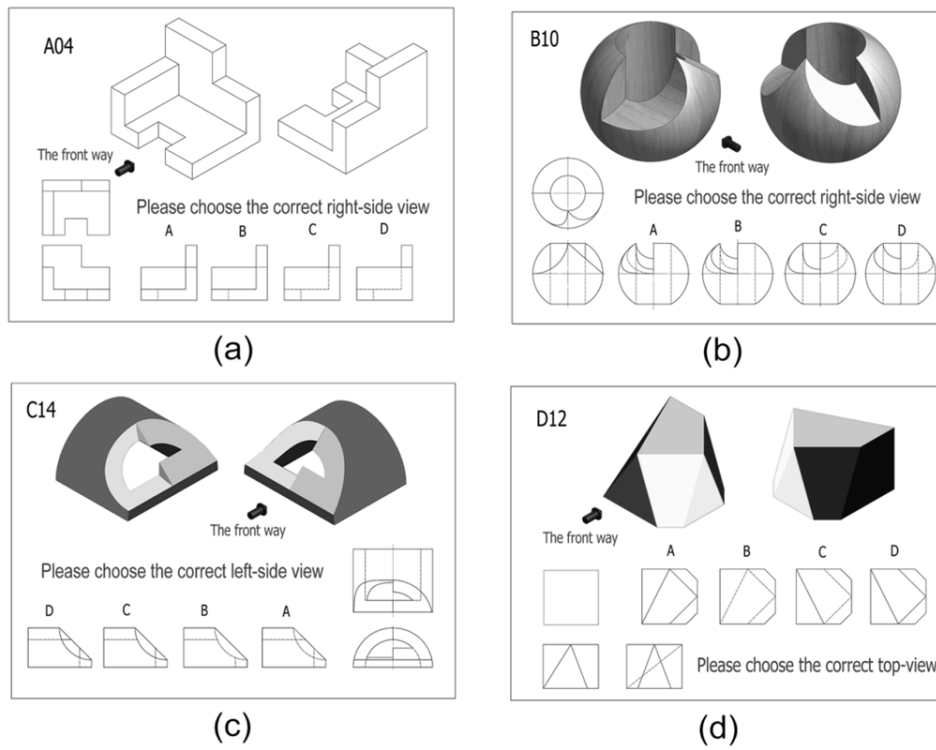 A04
The front way
Please choose the correct right-side view
A B C D
(a)
B10
The front way
Please choose the correct right-side view
A B C D
(b)
C14
The front way
Please choose the correct left-side view
D C B A
(c)
D12
The front way
A B C D
Please choose the correct top-view
(d)